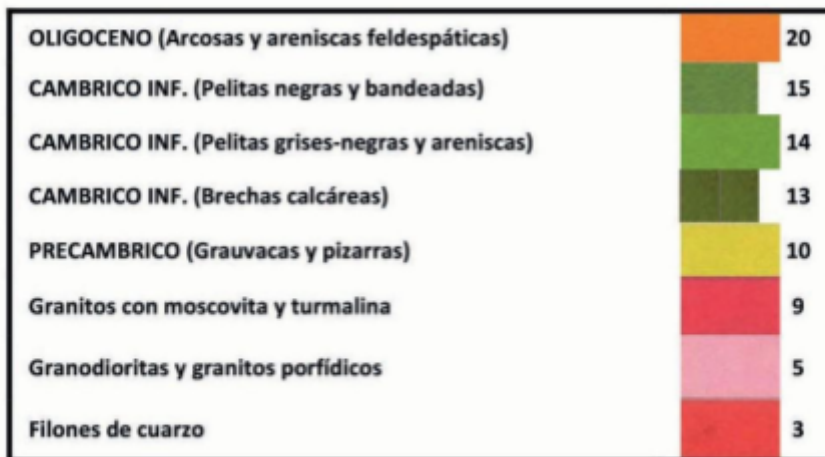 OLIGOCENO (Arcosas y areniscas feldespáticas) 20
CAMBRICO INF. (Pelitas negras y bandeadas) 15
CAMBRICO INF. (Pelitas grises-negras y areniscas) 14
CAMBRICO INF. (Brechas calcáreas) 13
PRECAMBRICO (Grauvacas y pizarras) 10
Granitos con moscovita y turmalina 9
Granodioritas y granitos porfídicos 5
Filones de cuarzo 3